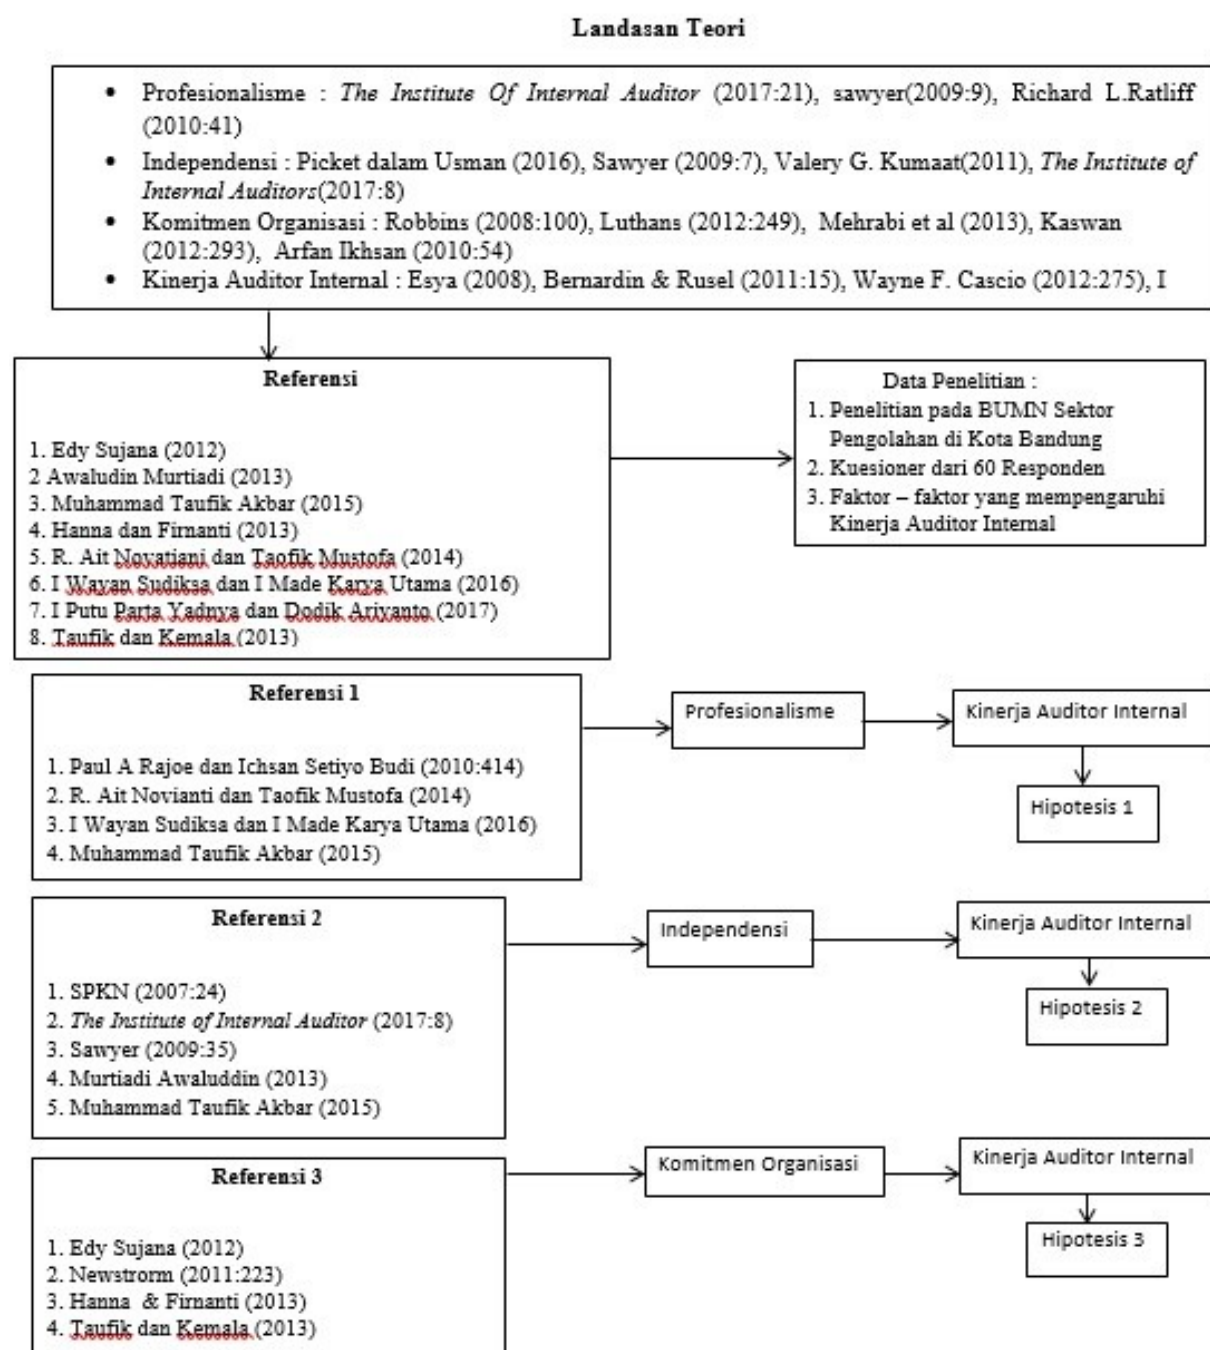 Landasan Teori
• Profesionalisme : The Institute Of Internal Auditor (2017:21), sawyer(2009:9), Richard L.Ratliff
(2010:41)
• Independensi : Picket dalam Usman (2016), Sawyer (2009:7), Valery G. Kumaat(2011), The Institute of
Internal Auditors(2017:8)
• Komitmen Organisasi : Robbins (2008:100), Luthans (2012:249), Mehrabi et al (2013), Kaswan
(2012:293), Arfan Ikhsan (2010:54)
• Kinerja Auditor Internal : Esya (2008), Bernardin & Rusel (2011:15), Wayne F. Cascio (2012:275), I
Referensi
1. Edy Sujana (2012)
2 Awaludin Murtiadi (2013)
3. Muhammad Taufik Akbar (2015)
4. Hanna dan Firnanti (2013)
5. R. Ait Novatiani dan Taofik Mustofa (2014)
6. I Wayan Sudiksa dan I Made Karya Utama (2016)
7. I Putu Parta Yadnya dan Dodik Ariyanto (2017)
8. Taufik dan Kemala (2013)
Data Penelitian :
1. Penelitian pada BUMN Sektor
Pengolahan di Kota Bandung
2. Kuesioner dari 60 Responden
3. Faktor – faktor yang mempengaruhi
Kinerja Auditor Internal
Referensi 1
1. Paul A Rajoe dan Ichsan Setiyo Budi (2010:414)
2. R. Ait Novianti dan Taofik Mustofa (2014)
3. I Wayan Sudiksa dan I Made Karya Utama (2016)
4. Muhammad Taufik Akbar (2015)
Profesionalisme
Kinerja Auditor Internal
Hipotesis 1
Referensi 2
1. SPKN (2007:24)
2. The Institute of Internal Auditor (2017:8)
3. Sawyer (2009:35)
4. Murtiadi Awaluddin (2013)
5. Muhammad Taufik Akbar (2015)
Independensi
Kinerja Auditor Internal
Hipotesis 2
Referensi 3
1. Edy Sujana (2012)
2. Newstrorm (2011:223)
3. Hanna & Firnanti (2013)
4. Taufik dan Kemala (2013)
Komitmen Organisasi
Kinerja Auditor Internal
Hipotesis 3